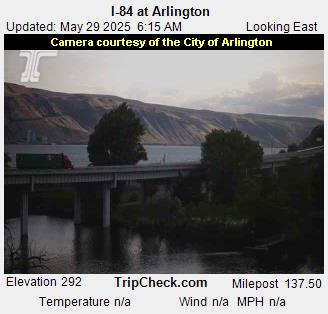 I-84 at Arlington
Updated: May 29 2025 6:15 AM Looking East
Camera courtesy of the City of Arlington
Elevation 292 TripCheck.com Milepost 137.50
Temperature n/a Wind n/a MPH n/a